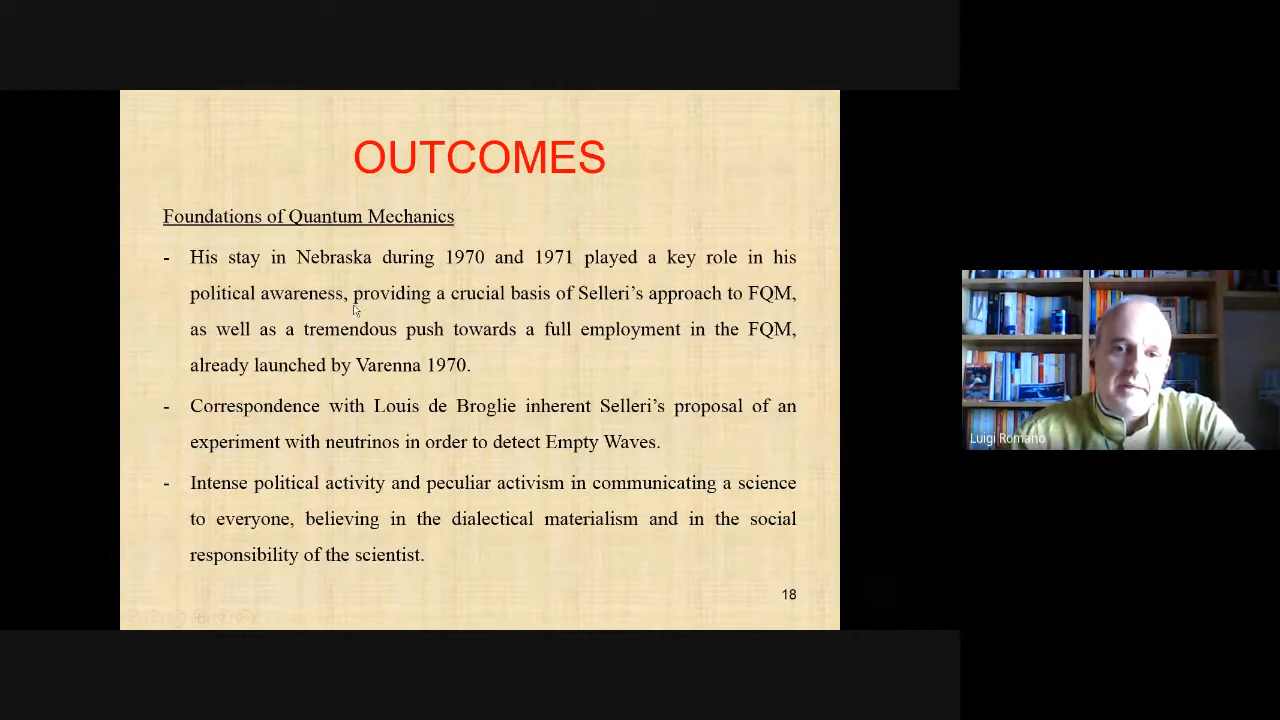 OUTCOMES
Foundations of Quantum Mechanics
- His stay in Nebraska during 1970 and 1971 played a key role in his
political awareness, providing a crucial basis of Selleri's approach to FQM,
as well as a tremendous push towards a full employment in the FQM,
already launched by Varenna 1970.
- Correspondence with Louis de Broglie inherent Selleri's proposal of an
experiment with neutrinos in order to detect Empty Waves.
- Intense political activity and peculiar activism in communicating a science
to everyone, believing in the dialectical materialism and in the social
responsibility of the scientist.
18
Luigi Romano